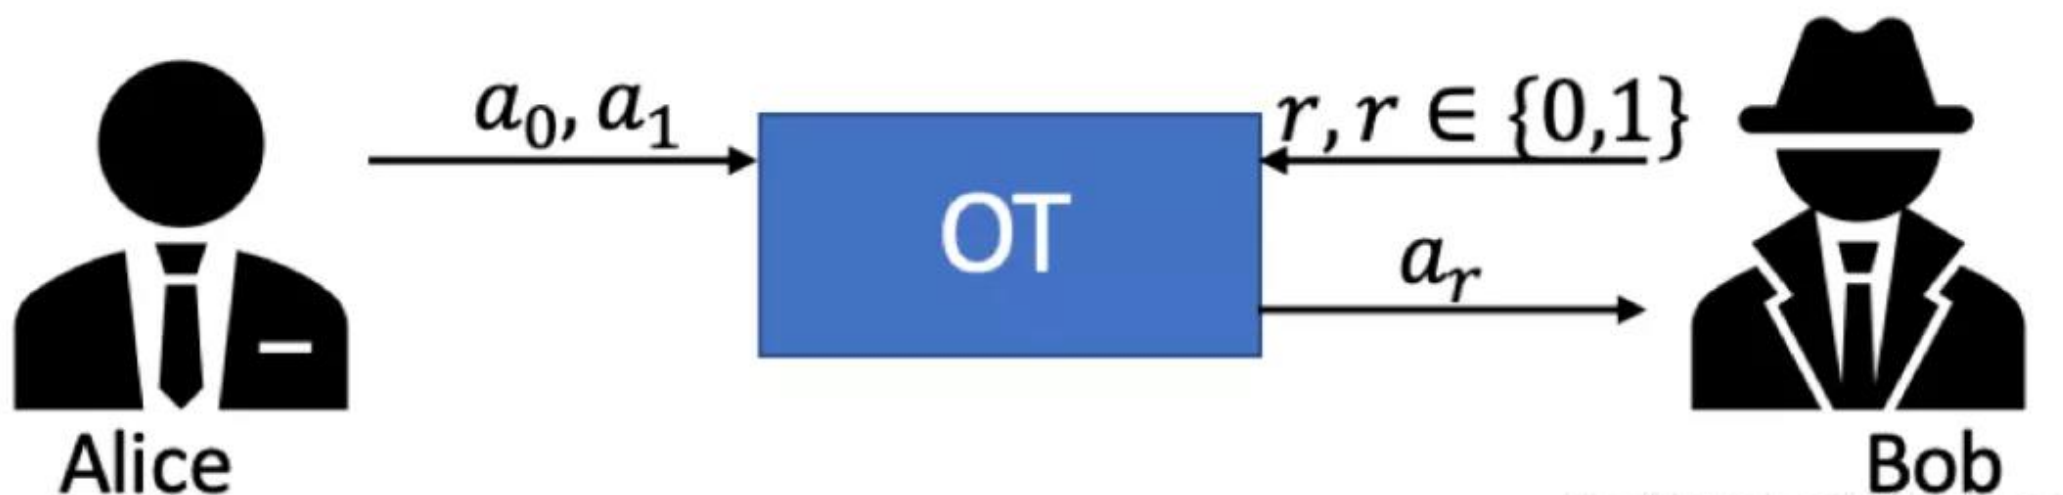 a₀, a₁
r, r ∈ {0,1}
OT
aᵣ
Alice
Bob